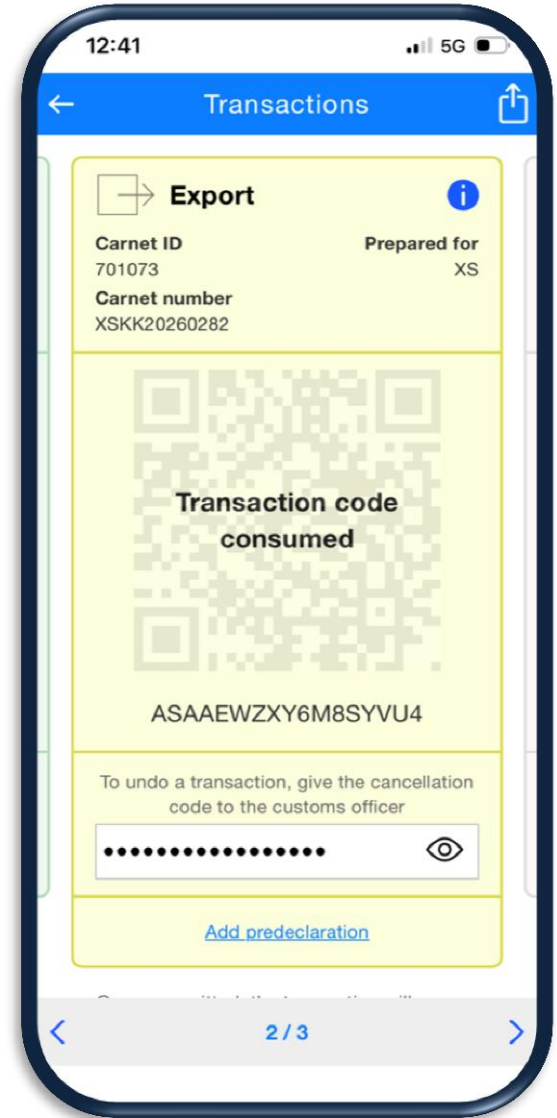 12:41
5G
Transactions
Export
Carnet ID
Prepared for
701073
XS
Carnet number
XSKK20260282
Transaction code
consumed
ASAAEWZXY6M8SYVU4
To undo a transaction, give the cancellation
code to the customs officer
•••••••••••••••••
Add predeclaration
2 / 3